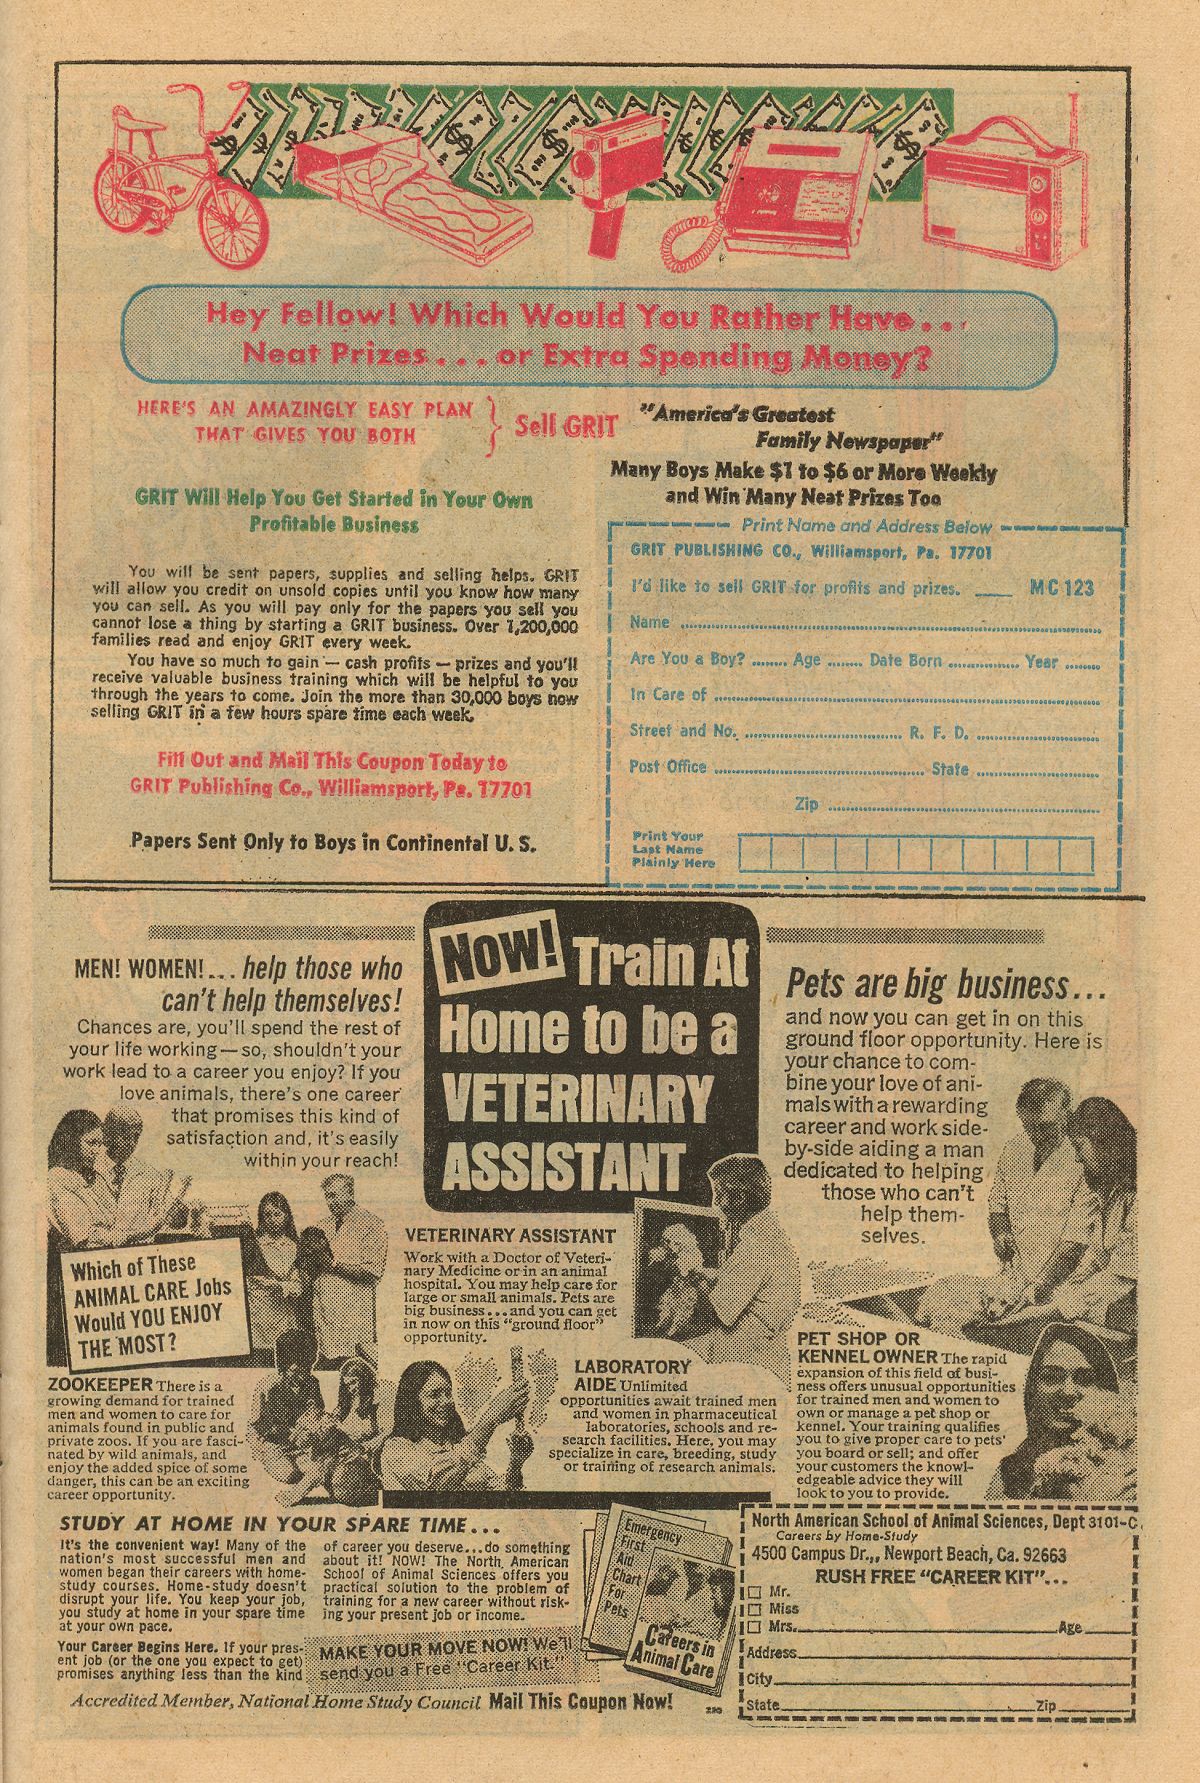 Hey Fellow! Which Would You Rather Have...
Neat Prizes... or Extra Spending Money?
HERE'S AN AMAZINGLY EASY PLAN
THAT GIVES YOU BOTH
Sell GRIT
"America's Greatest
Family Newspaper"
Many Boys Make $1 to $6 or More Weekly
and Win Many Neat Prizes Too
GRIT Will Help You Get Started in Your Own
Profitable Business
You will be sent papers, supplies and selling helps. GRIT
will allow you credit on unsold copies until you know how many
you can sell. As you will pay only for the papers you sell you
cannot lose a thing by starting a GRIT business. Over 1,200,000
families read and enjoy GRIT every week.
You have so much to gain — cash profits — prizes and you'll
receive valuable business training which will be helpful to you
through the years to come. Join the more than 30,000 boys now
selling GRIT in a few hours spare time each week.
Fill Out and Mail This Coupon Today to
GRIT Publishing Co., Williamsport, Pa. 17701
Papers Sent Only to Boys in Continental U. S.
Print Name and Address Below
GRIT PUBLISHING CO., Williamsport, Pa. 17701
I'd like to sell GRIT for profits and prizes. ___ MC 123
Name
Are You a Boy? ........ Age ........ Date Born ................ Year ........
In Care of
Street and No. R. F. D.
Post Office State
Zip
Print Your
Last Name
Plainly Here
NOW! Train At
Home to be a
VETERINARY
ASSISTANT
MEN! WOMEN!... help those who
can't help themselves!
Chances are, you'll spend the rest of
your life working—so, shouldn't your
work lead to a career you enjoy? If you
love animals, there's one career
that promises this kind of
satisfaction and, it's easily
within your reach!
Pets are big business...
and now you can get in on this
ground floor opportunity. Here is
your chance to com-
bine your love of ani-
mals with a rewarding
career and work side-
by-side aiding a man
dedicated to helping
those who can't
help them-
selves.
Which of These
ANIMAL CARE Jobs
Would YOU ENJOY
THE MOST?
VETERINARY ASSISTANT
Work with a Doctor of Veteri-
nary Medicine or in an animal
hospital. You may help care for
large or small animals. Pets are
big business...and you can get
in now on this "ground floor"
opportunity.
ZOOKEEPER There is a
growing demand for trained
men and women to care for
animals found in public and
private zoos. If you are fasci-
nated by wild animals, and
enjoy the added spice of some
danger, this can be an exciting
career opportunity.
LABORATORY
AIDE Unlimited
opportunities await trained men
and women in pharmaceutical
laboratories, schools and re-
search facilities. Here, you may
specialize in care, breeding, study
or training of research animals.
PET SHOP OR
KENNEL OWNER The rapid
expansion of this field of busi-
ness offers unusual opportunities
for trained men and women to
own or manage a pet shop or
kennel. Your training qualifies
you to give proper care to pets'
you board or sell; and offer
your customers the knowl-
edgeable advice they will
look to you to provide.
STUDY AT HOME IN YOUR SPARE TIME...
It's the convenient way! Many of the
nation's most successful men and
women began their careers with home-
study courses. Home-study doesn't
disrupt your life. You keep your job,
you study at home in your spare time
at your own pace.
Your Career Begins Here. If your pres-
ent job (or the one you expect to get)
promises anything less than the kind
of career you deserve...do something
about it! NOW! The North American
School of Animal Sciences offers you
practical solution to the problem of
training for a new career without risk-
ing your present job or income.
MAKE YOUR MOVE NOW! We'll
send you a Free "Career Kit."
Accredited Member, National Home Study Council Mail This Coupon Now!
Emergency
First
Aid
Chart
For
Pets
Careers in
Animal Care
North American School of Animal Sciences, Dept 3101-C,
Careers by Home-Study
4500 Campus Dr.,, Newport Beach, Ca. 92663
RUSH FREE "CAREER KIT"...
Mr.
Miss
Mrs. Age
Address
City
State Zip